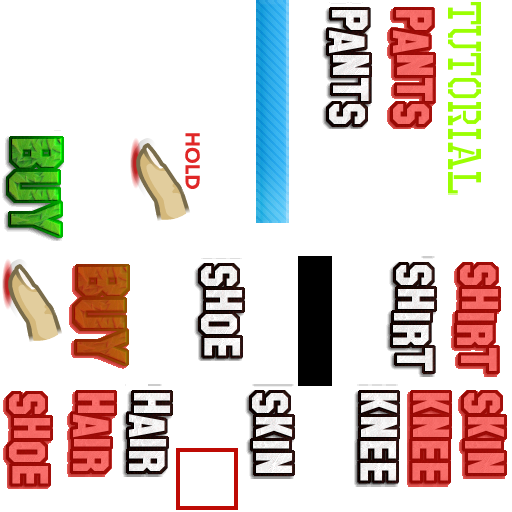 PANTS
PANTS
TUTORIAL
BUY
HOLD
BUY
SHOE
SHIRT
SHIRT
SHOE
HAIR
HAIR
SKIN
KNEE
KNEE
SKIN